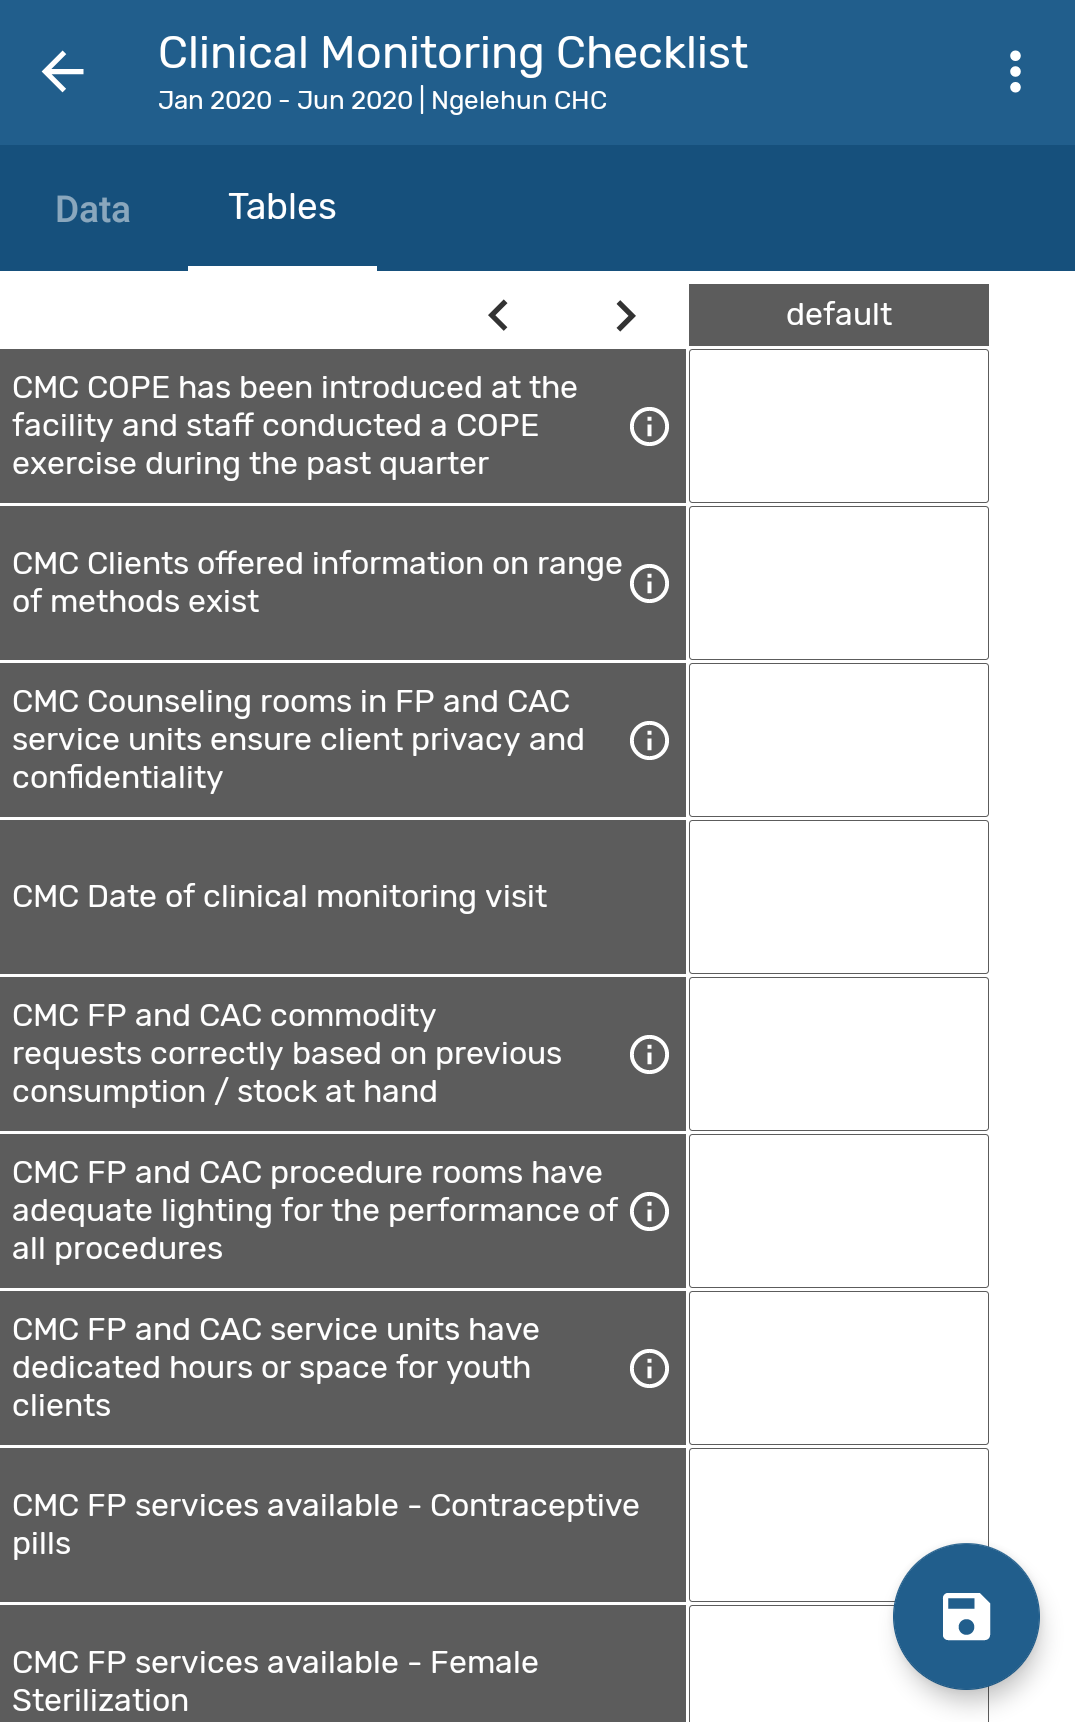 Clinical Monitoring Checklist
Jan 2020 - Jun 2020 | Ngelehun CHC
Data
Tables
default
CMC COPE has been introduced at the
facility and staff conducted a COPE
exercise during the past quarter
CMC Clients offered information on range
of methods exist
CMC Counseling rooms in FP and CAC
service units ensure client privacy and
confidentiality
CMC Date of clinical monitoring visit
CMC FP and CAC commodity
requests correctly based on previous
consumption / stock at hand
CMC FP and CAC procedure rooms have
adequate lighting for the performance of
all procedures
CMC FP and CAC service units have
dedicated hours or space for youth
clients
CMC FP services available - Contraceptive
pills
CMC FP services available - Female
Sterilization